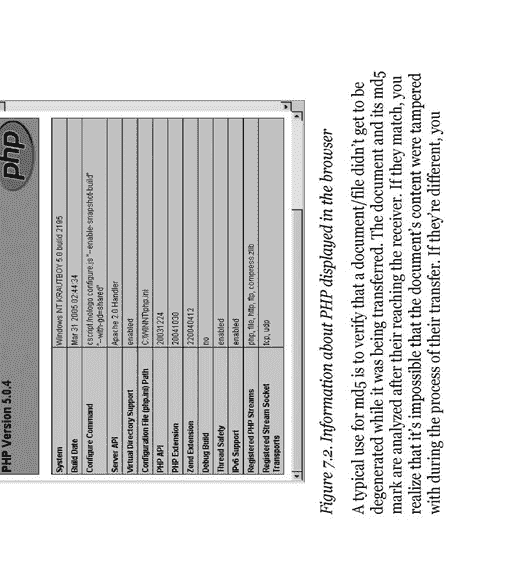 PHP Version 5.0.4
php
System Windows NT KRAUTBOY 5.0 build 2195
Build Date Mar 31 2005 02:44:34
Configure Command cscript /nologo configure.js "--enable-snapshot-build"
"--with-gd=shared"
Server API Apache 2.0 Handler
Virtual Directory Support enabled
Configuration File (php.ini) Path C:\WINNT\php.ini
PHP API 20031224
PHP Extension 20041030
Zend Extension 220040412
Debug Build no
Thread Safety enabled
IPv6 Support enabled
Registered PHP Streams php, file, http, ftp, compress.zlib
Registered Stream Socket
Transports tcp, udp
Figure 7.2. Information about PHP displayed in the browser
A typical use for md5 is to verify that a document/file didn't get to be
degenerated while it was being transferred. The document and its md5
mark are analyzed after their reaching the receiver. If they match, you
realize that it's impossible that the document's content were tampered
with during the process of their transfer. If they're different, you